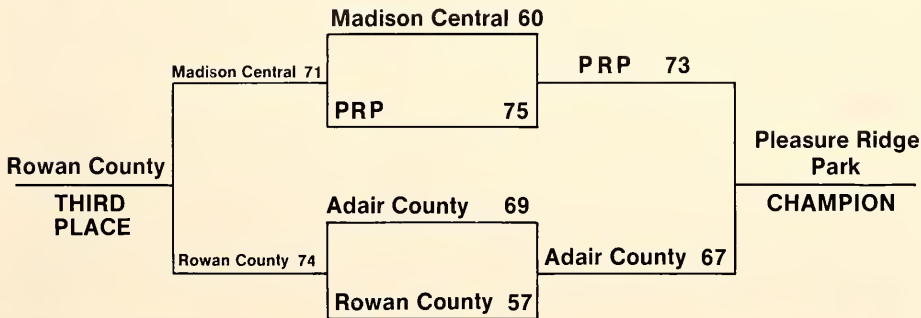 Madison Central 60
Madison Central 71
PRP 73
PRP 75
Rowan County
THIRD
PLACE
Pleasure Ridge
Park
CHAMPION
Adair County 69
Rowan County 74
Adair County 67
Rowan County 57